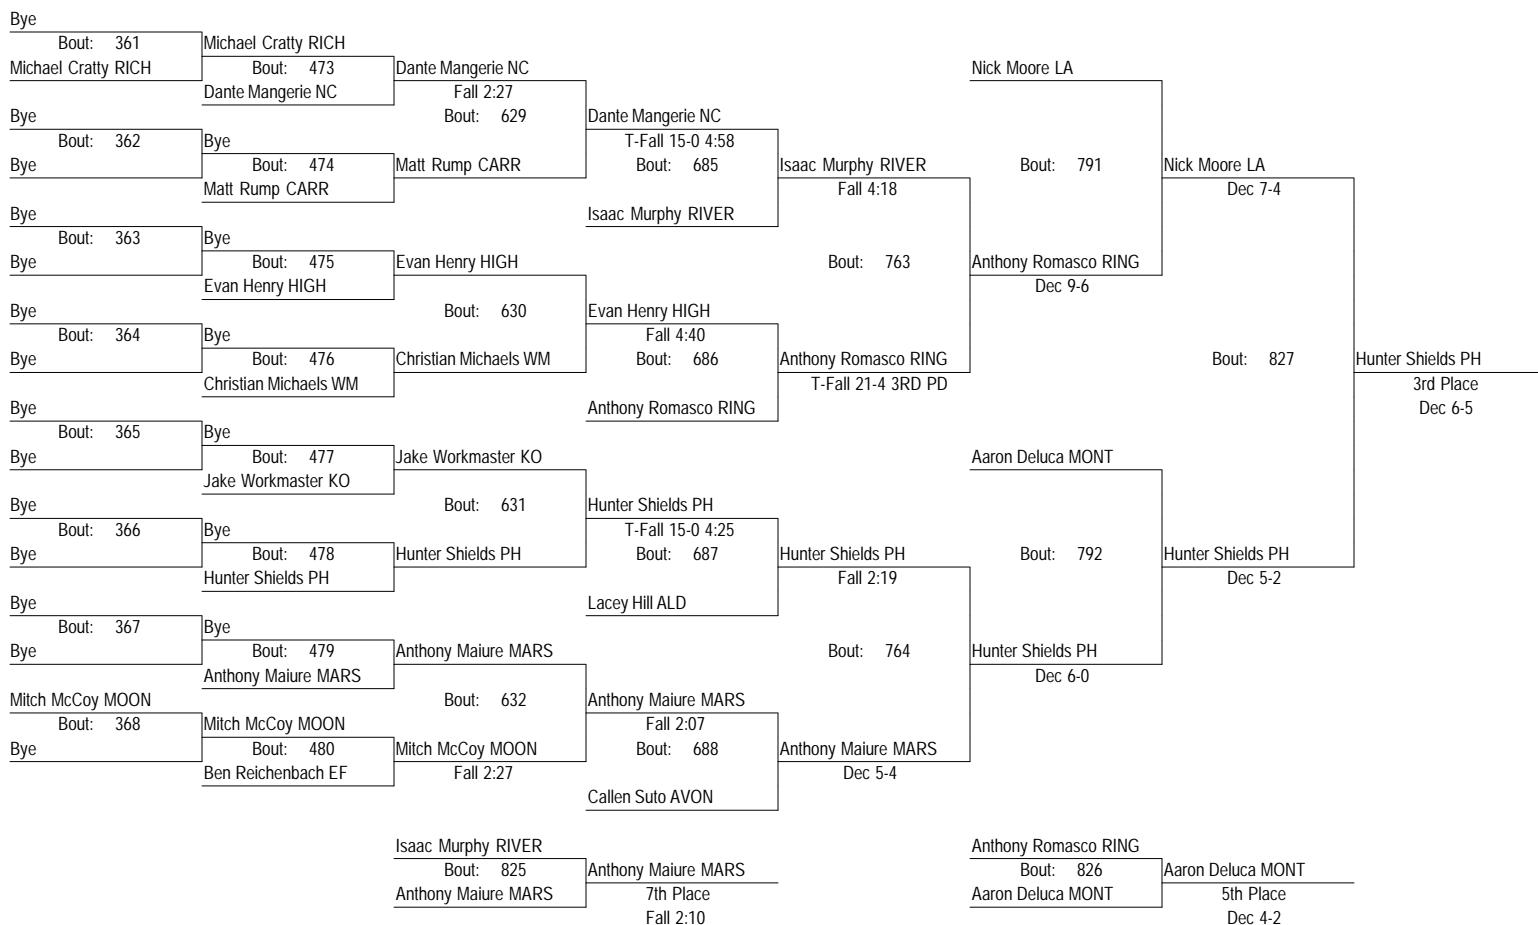 Bye
Bout: 361
Michael Cratty RICH
Michael Cratty RICH
Bout: 473
Dante Mangerie NC
Dante Mangerie NC
Fall 2:27
Bout: 629
Bye
Bout: 362
Bye
Bye
Bout: 474
Matt Rump CARR
Matt Rump CARR
Dante Mangerie NC
T-Fall 15-0 4:58
Bout: 685
Isaac Murphy RIVER
Isaac Murphy RIVER
Fall 4:18
Bye
Bout: 363
Bye
Bye
Bout: 475
Evan Henry HIGH
Evan Henry HIGH
Bout: 630
Bye
Bout: 364
Bye
Bye
Bout: 476
Christian Michaels WM
Christian Michaels WM
Evan Henry HIGH
Fall 4:40
Bout: 686
Anthony Romasco RING
Anthony Romasco RING
T-Fall 21-4 3RD PD
Bout: 763
Nick Moore LA
Bout: 791
Anthony Romasco RING
Dec 9-6
Nick Moore LA
Dec 7-4
Bye
Bout: 365
Bye
Bye
Bout: 477
Jake Workmaster KO
Jake Workmaster KO
Bout: 631
Bye
Bout: 366
Bye
Bye
Bout: 478
Hunter Shields PH
Hunter Shields PH
Hunter Shields PH
T-Fall 15-0 4:25
Bout: 687
Lacey Hill ALD
Hunter Shields PH
Fall 2:19
Bye
Bout: 367
Bye
Bye
Bout: 479
Anthony Maiure MARS
Anthony Maiure MARS
Bout: 632
Mitch McCoy MOON
Bout: 368
Bye
Mitch McCoy MOON
Bout: 480
Ben Reichenbach EF
Mitch McCoy MOON
Fall 2:27
Anthony Maiure MARS
Fall 2:07
Bout: 688
Callen Suto AVON
Anthony Maiure MARS
Dec 5-4
Bout: 764
Aaron Deluca MONT
Bout: 792
Hunter Shields PH
Dec 6-0
Hunter Shields PH
Dec 5-2
Bout: 827
Hunter Shields PH
3rd Place
Dec 6-5
Isaac Murphy RIVER
Bout: 825
Anthony Maiure MARS
Anthony Maiure MARS
7th Place
Fall 2:10
Anthony Romasco RING
Bout: 826
Aaron Deluca MONT
Aaron Deluca MONT
5th Place
Dec 4-2